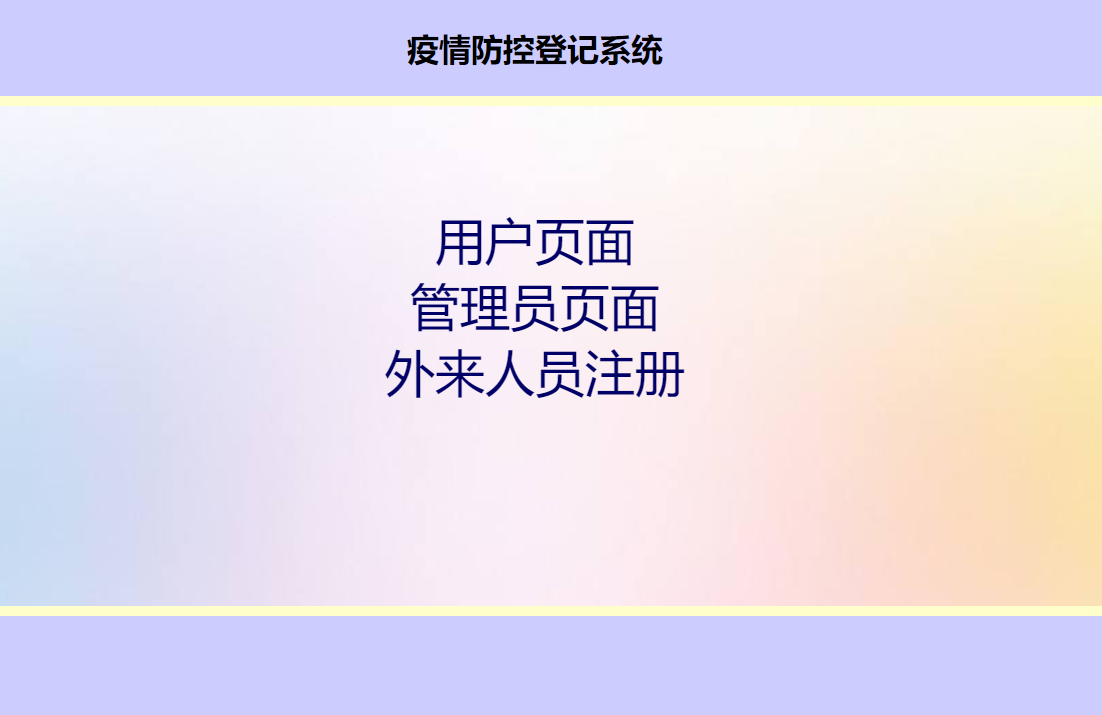 疫情防控登记系统
用户页面
管理员页面
外来人员注册